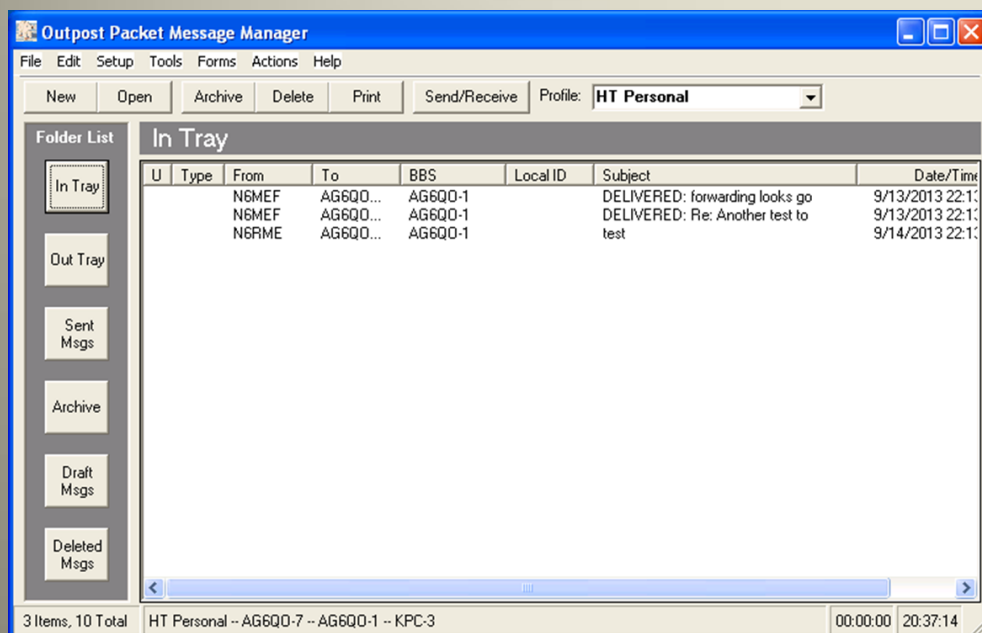 Outpost Packet Message Manager
File Edit Setup Tools Forms Actions Help
New Open Archive Delete Print Send/Receive Profile: HT Personal
Folder List
In Tray
Out Tray
Sent Msgs
Archive
Draft Msgs
Deleted Msgs
In Tray
U Type From To BBS Local ID Subject Date/Time
N6MEF AG6QO... AG6QO-1 DELIVERED: forwarding looks go 9/13/2013 22:1
N6MEF AG6QO... AG6QO-1 DELIVERED: Re: Another test to 9/13/2013 22:1
N6RME AG6QO... AG6QO-1 test 9/14/2013 22:1
3 Items, 10 Total HT Personal -- AG6QO-7 -- AG6QO-1 -- KPC-3 00:00:00 20:37:14